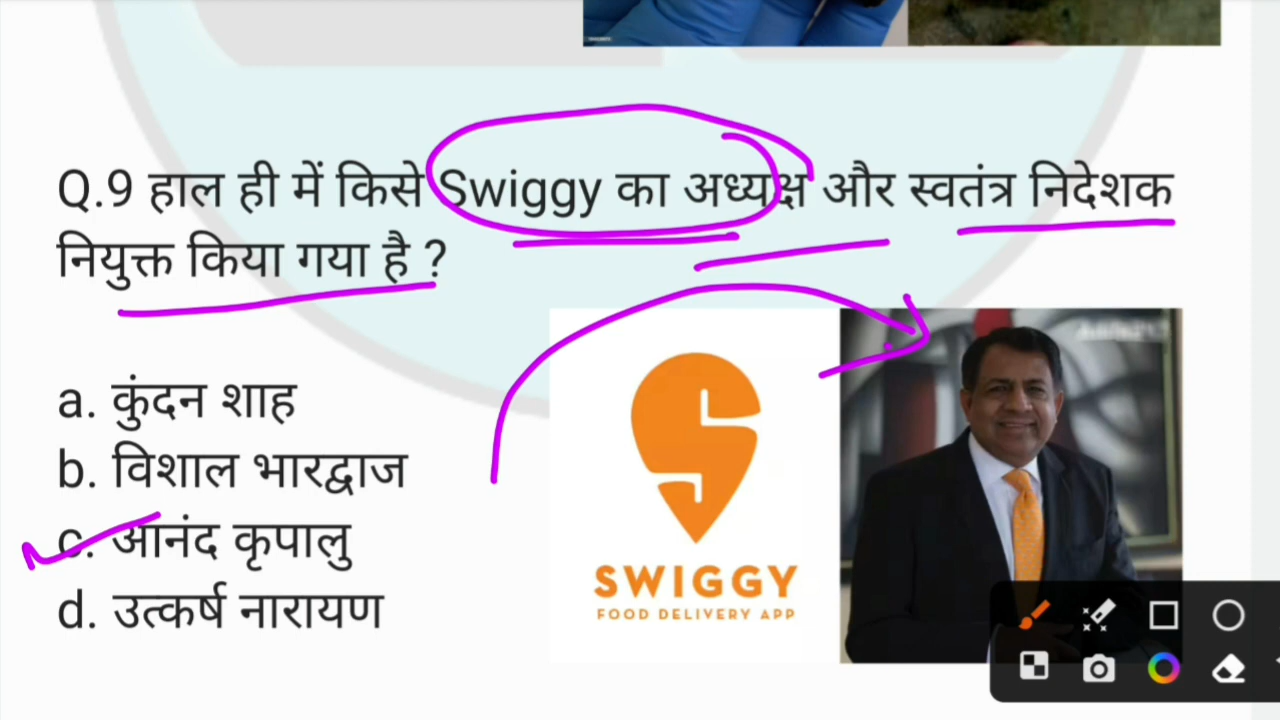 Q.9 हाल ही में किसे Swiggy का अध्यक्ष और स्वतंत्र निदेशक
नियुक्त किया गया है ?
a. कुंदन शाह
b. विशाल भारद्वाज
c. आनंद कृपालु
d. उत्कर्ष नारायण
SWIGGY
FOOD DELIVERY APP